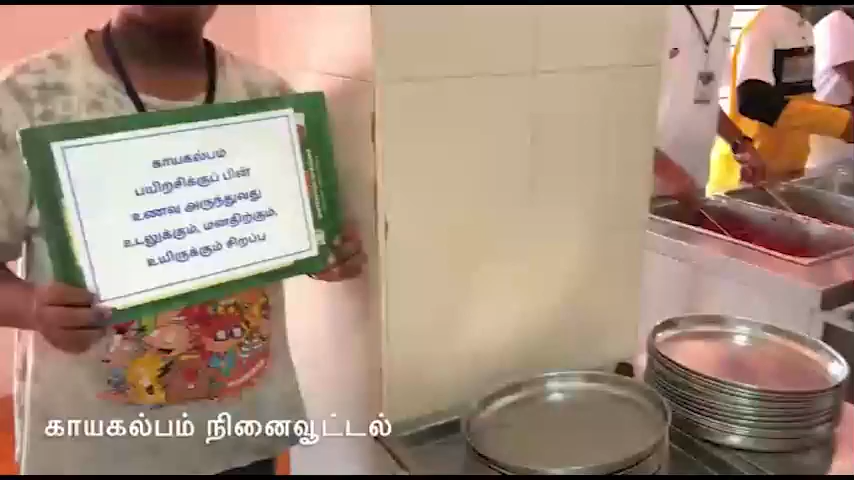 காயகல்பம்
பயிற்சிக்குப் பின்
உணவு அருந்துவது
உடலுக்கும், மனதிற்கும்,
உயிருக்கும் சிறப்பு
காயகல்பம் நினைவூட்டல்